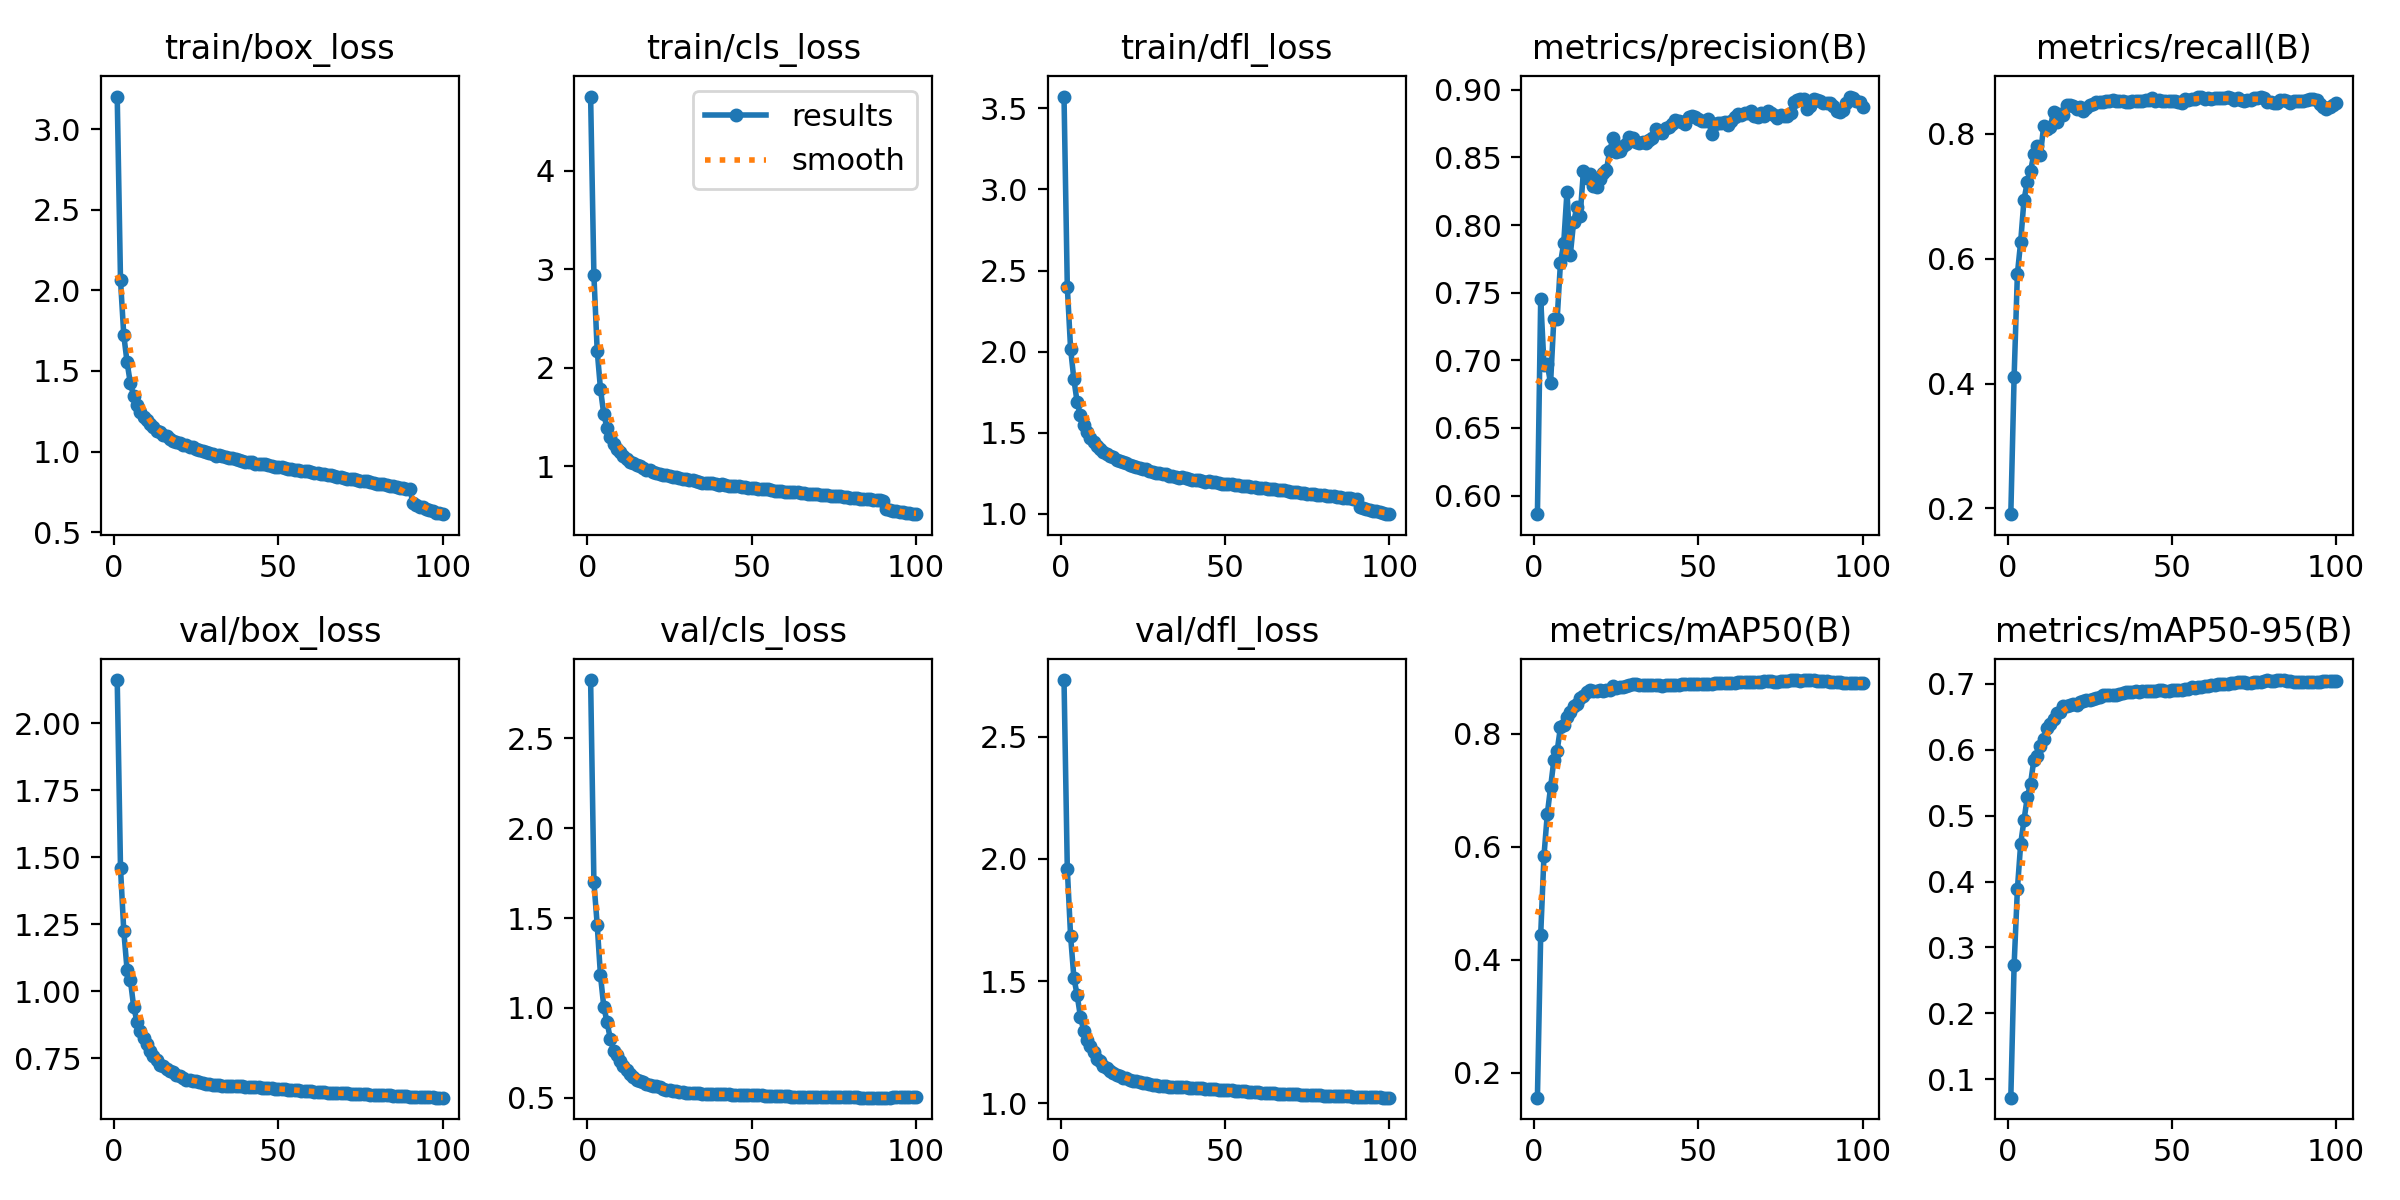 train/box_loss
3.0
2.5
2.0
1.5
1.0
0.5
0 50 100
train/cls_loss
results
smooth
4
3
2
1
0 50 100
train/dfl_loss
3.5
3.0
2.5
2.0
1.5
1.0
0 50 100
metrics/precision(B)
0.90
0.85
0.80
0.75
0.70
0.65
0.60
0 50 100
metrics/recall(B)
0.8
0.6
0.4
0.2
0 50 100
val/box_loss
2.00
1.75
1.50
1.25
1.00
0.75
0 50 100
val/cls_loss
2.5
2.0
1.5
1.0
0.5
0 50 100
val/dfl_loss
2.5
2.0
1.5
1.0
0 50 100
metrics/mAP50(B)
0.8
0.6
0.4
0.2
0 50 100
metrics/mAP50-95(B)
0.7
0.6
0.5
0.4
0.3
0.2
0.1
0 50 100